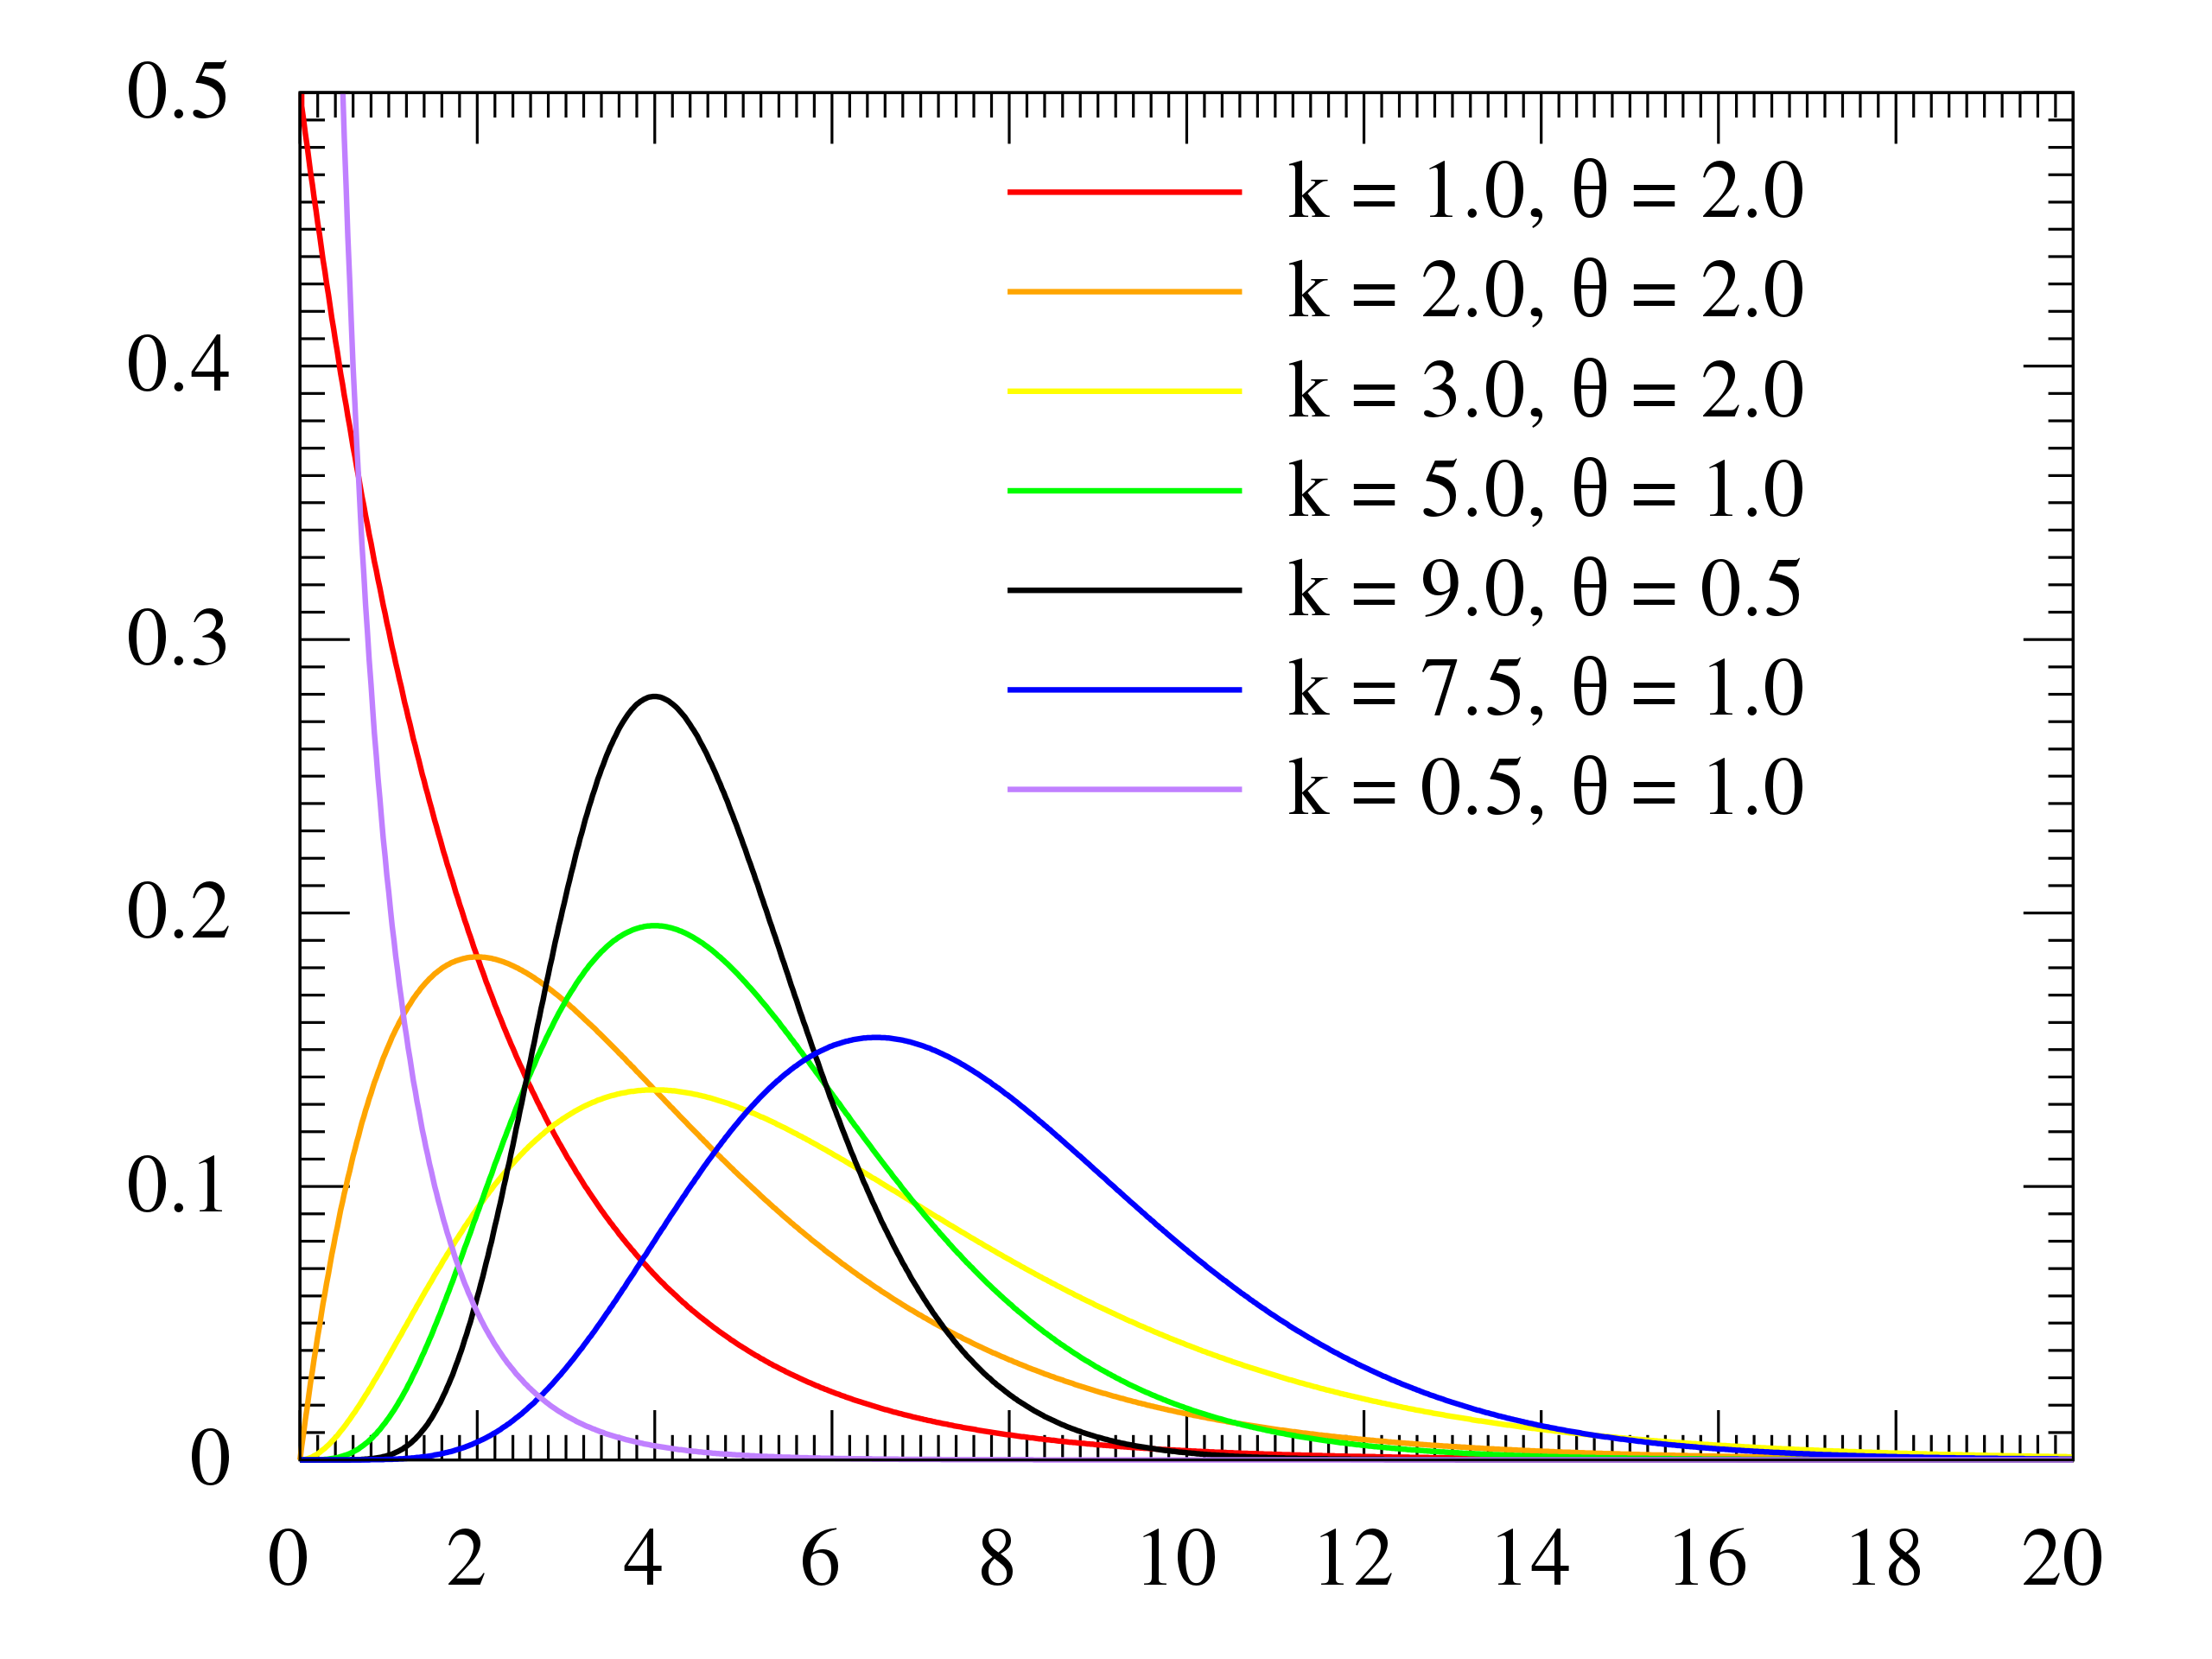 0.5
k = 1.0, θ = 2.0
k = 2.0, θ = 2.0
0.4
k = 3.0, θ = 2.0
k = 5.0, θ = 1.0
k = 9.0, θ = 0.5
0.3
k = 7.5, θ = 1.0
k = 0.5, θ = 1.0
0.2
0.1
0
0 2 4 6 8 10 12 14 16 18 20